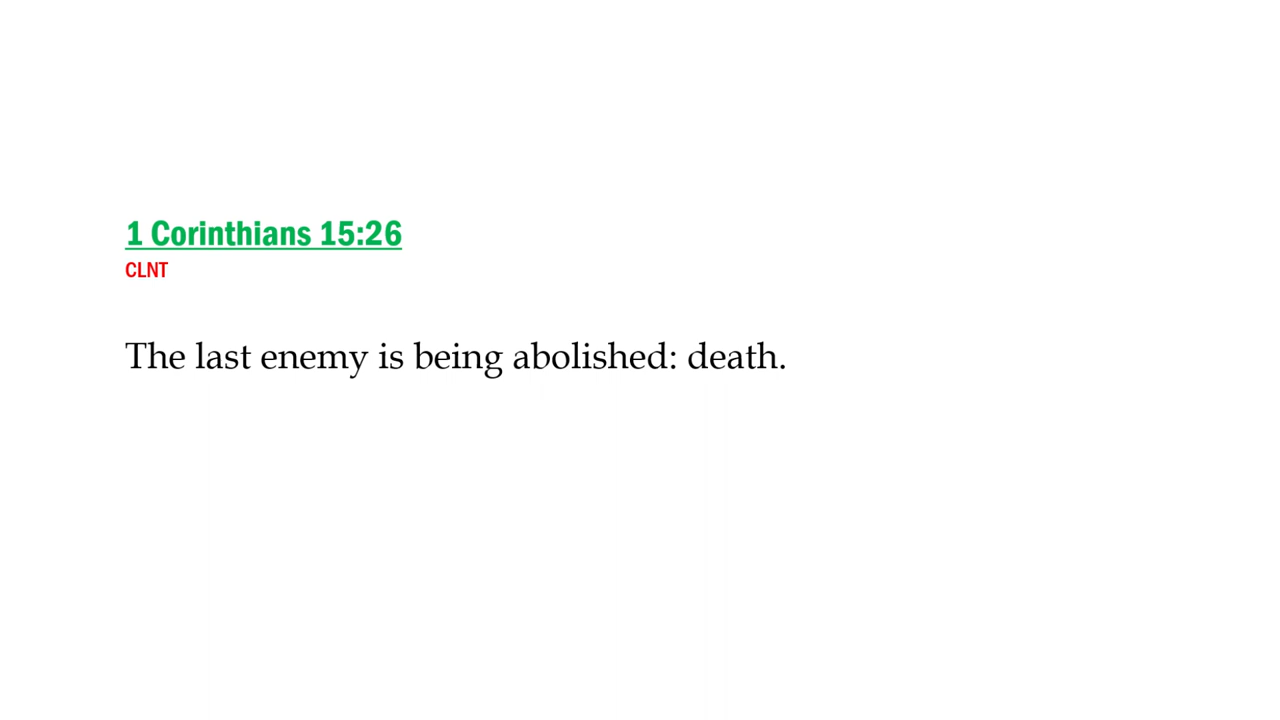 1 Corinthians 15:26
CLNT
The last enemy is being abolished: death.